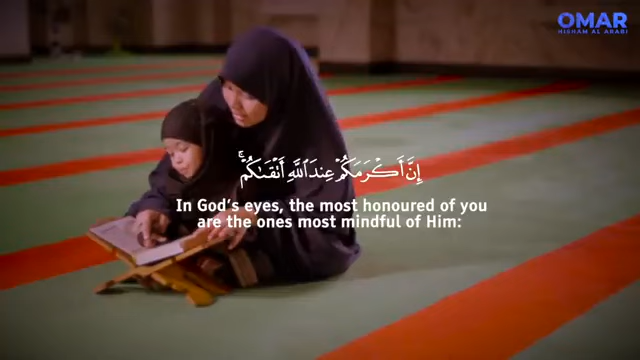 OMAR
HISHAM AL ARABI
إِنَّ أَكْرَمَكُمْ عِندَ ٱللَّهِ أَتْقَىٰكُمْ ۚ
In God's eyes, the most honoured of you
are the ones most mindful of Him: